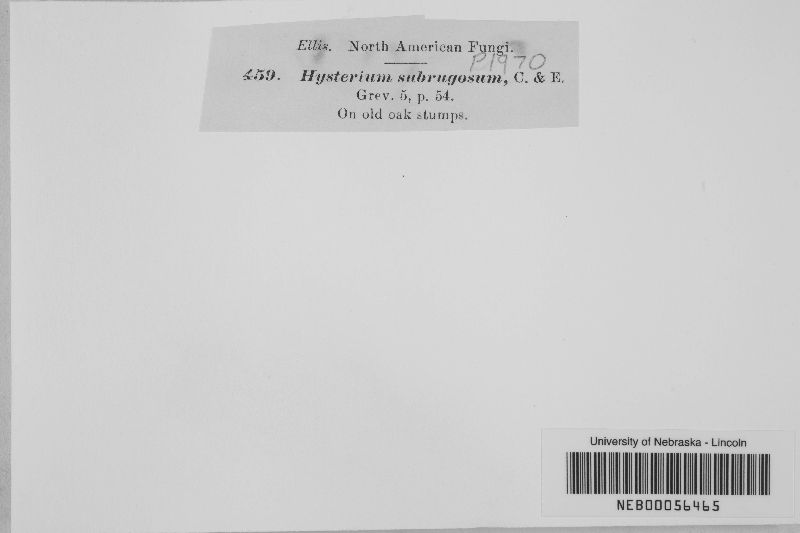 Ellis. North American Fungi.
P1970
459. Hysterium subrugosum, C. & E.
Grev. 5, p. 54.
On old oak stumps.
University of Nebraska - Lincoln
NEB00056465